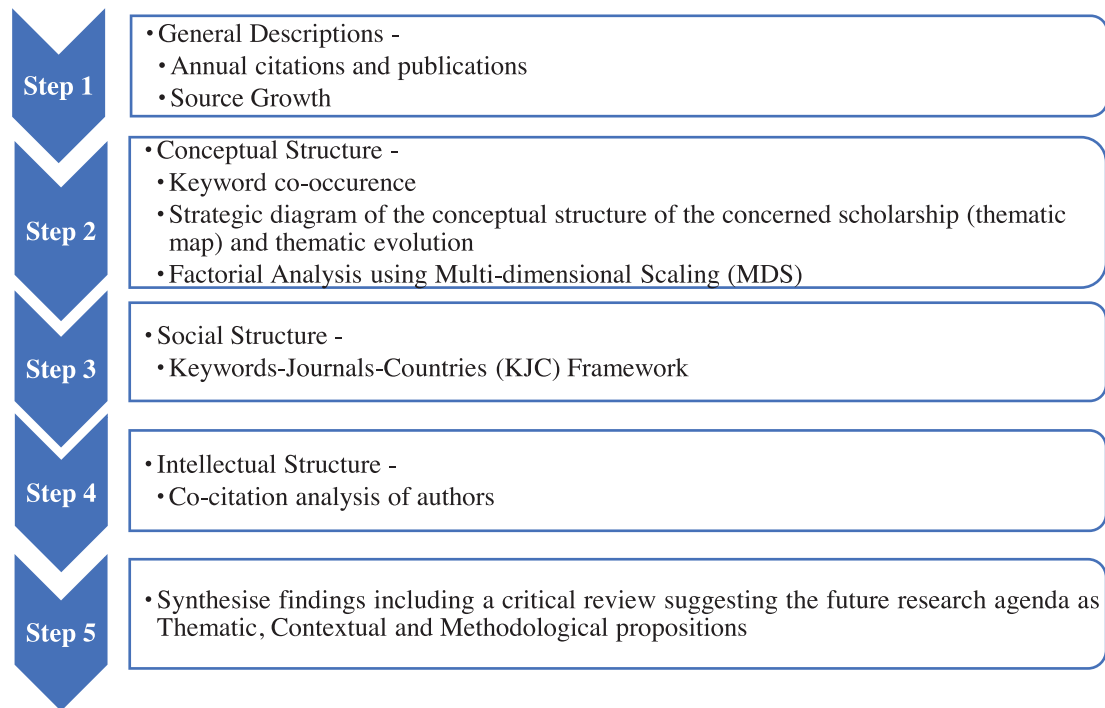 Step 1
• General Descriptions -
• Annual citations and publications
• Source Growth
Step 2
• Conceptual Structure -
• Keyword co-occurence
• Strategic diagram of the conceptual structure of the concerned scholarship (thematic
map) and thematic evolution
• Factorial Analysis using Multi-dimensional Scaling (MDS)
Step 3
• Social Structure -
• Keywords-Journals-Countries (KJC) Framework
Step 4
• Intellectual Structure -
• Co-citation analysis of authors
Step 5
• Synthesise findings including a critical review suggesting the future research agenda as
Thematic, Contextual and Methodological propositions